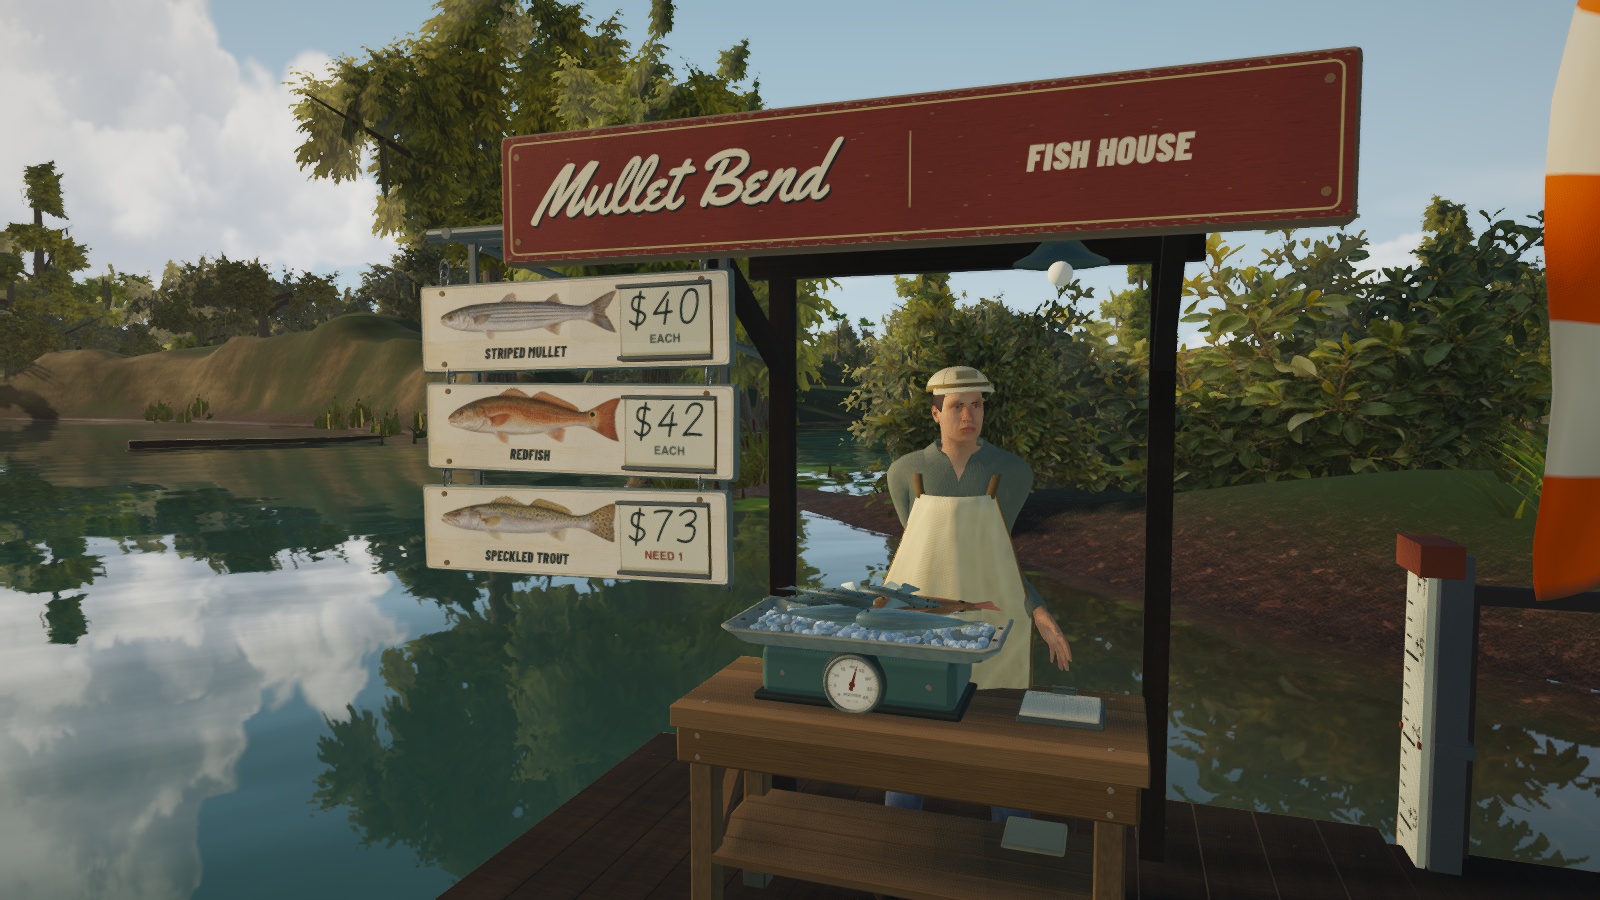 Mullet Bend
FISH HOUSE
STRIPED MULLET
$40
EACH
REDFISH
$42
EACH
SPECKLED TROUT
$73
NEED 1